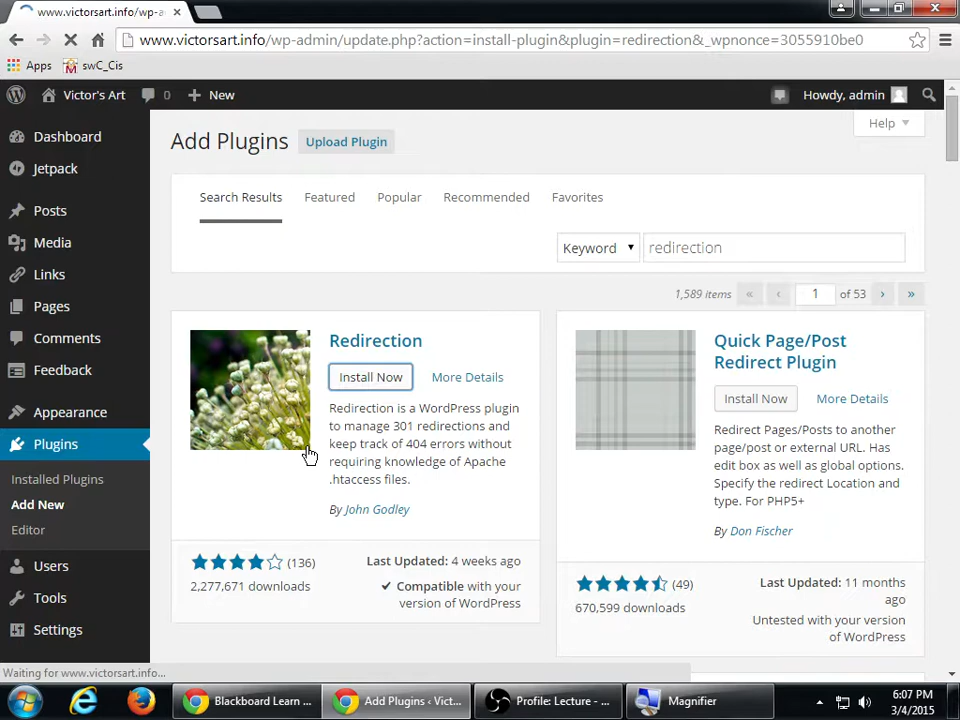 www.victorsart.info/wp-a
www.victorsart.info/wp-admin/update.php?action=install-plugin&plugin=redirection&_wpnonce=3055910be0
Apps swC_Cis
Victor's Art 0 New Howdy, admin
Help
Dashboard
Jetpack
Posts
Media
Links
Pages
Comments
Feedback
Appearance
Plugins
Installed Plugins
Add New
Editor
Users
Tools
Settings
Add Plugins Upload Plugin
Search Results Featured Popular Recommended Favorites
Keyword redirection
1,589 items « ‹ 1 of 53 › »
Redirection
Install Now More Details
Redirection is a WordPress plugin
to manage 301 redirections and
keep track of 404 errors without
requiring knowledge of Apache
.htaccess files.
By John Godley
(136)
2,277,671 downloads
Last Updated: 4 weeks ago
Compatible with your
version of WordPress
Quick Page/Post
Redirect Plugin
Install Now More Details
Redirect Pages/Posts to another
page/post or external URL. Has
edit box as well as global options.
Specify the redirect Location and
type. For PHP5+
By Don Fischer
(49)
670,599 downloads
Last Updated: 11 months
ago
Untested with your version
of WordPress
Waiting for www.victorsart.info...
Blackboard Learn ... Add Plugins ‹ Vict... Profile: Lecture - ... Magnifier
6:07 PM
3/4/2015